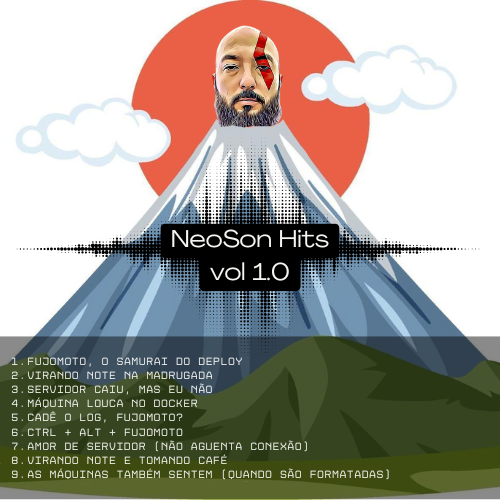 NeoSon Hits
vol 1.0
1.FUJOMOTO, O SAMURAI DO DEPLOY
2.VIRANDO NOTE NA MADRUGADA
3.SERVIDOR CAIU, MAS EU NÃO
4.MÁQUINA LOUCA NO DOCKER
5.CADÊ O LOG, FUJOMOTO?
6.CTRL + ALT + FUJOMOTO
7.AMOR DE SERVIDOR (NÃO AGUENTA CONEXÃO)
8.VIRANDO NOTE E TOMANDO CAFÉ
9.AS MÁQUINAS TAMBÉM SENTEM (QUANDO SÃO FORMATADAS)